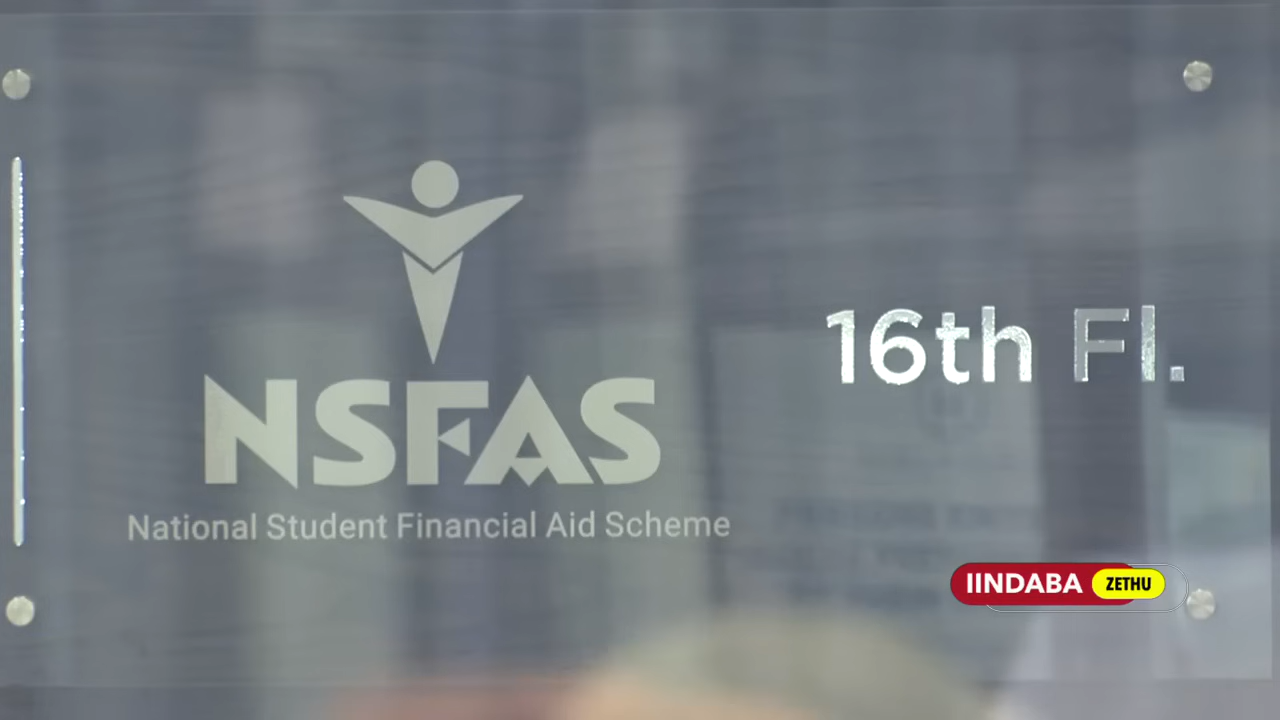 NSFAS
National Student Financial Aid Scheme
16th Fl.
IINDABA ZETHU